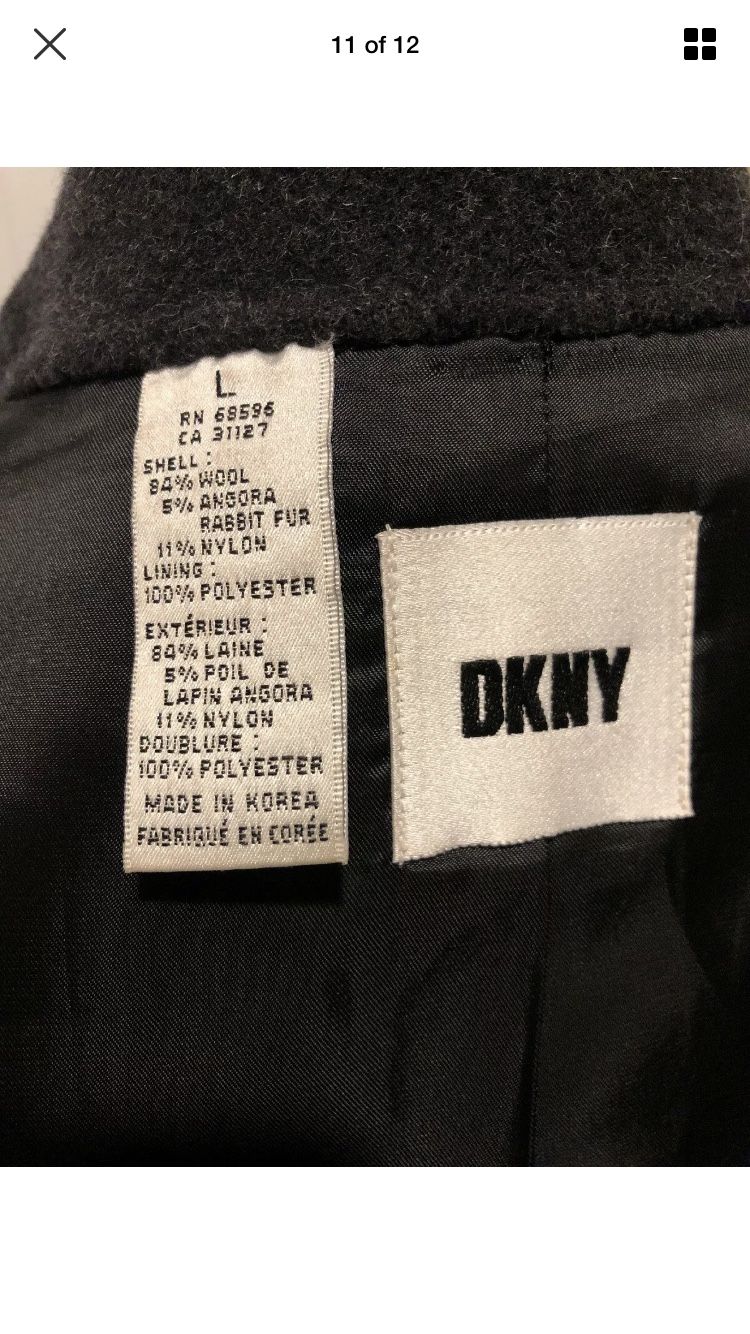 11 of 12
L
RN 68596
CA 31127
SHELL :
84% WOOL
5% ANGORA
RABBIT FUR
11% NYLON
LINING :
100% POLYESTER
EXTÉRIEUR :
84% LAINE
5% POIL DE
LAPIN ANGORA
11% NYLON
DOUBLURE :
100% POLYESTER
MADE IN KOREA
FABRIQUÉ EN CORÉE
DKNY